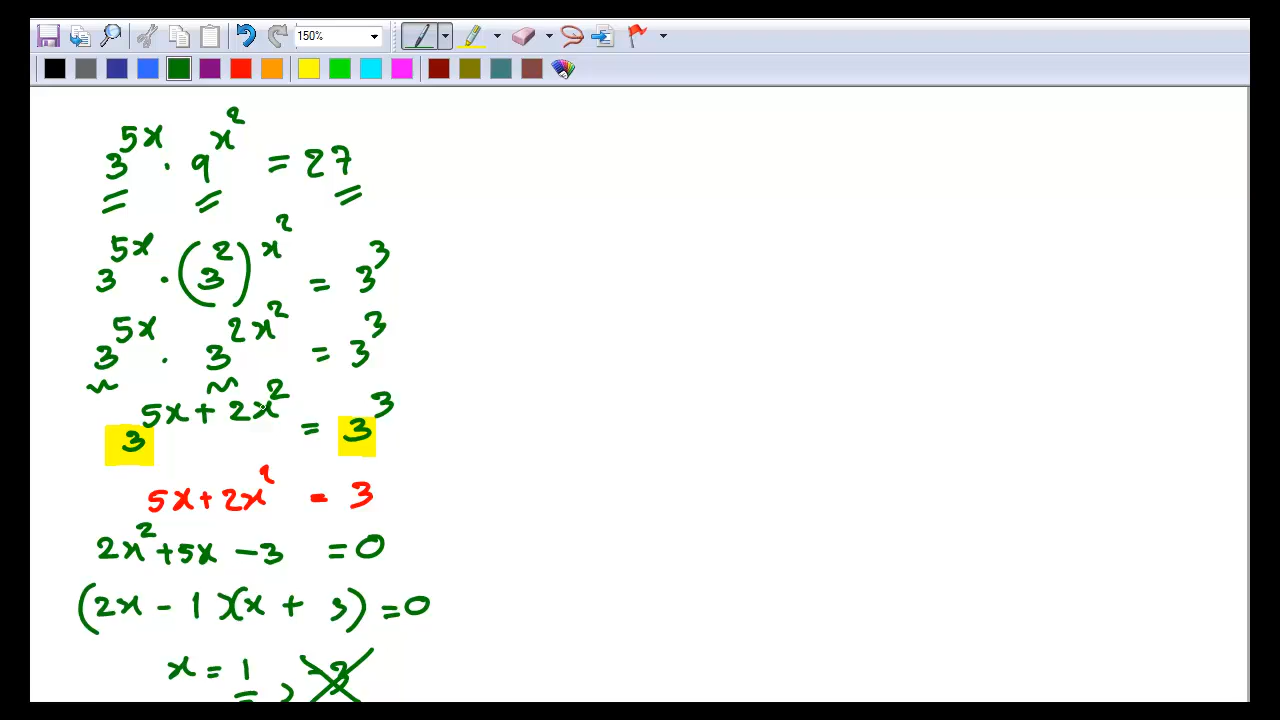 150%
3^{5x} · 9^{x^2} = 27
3^{5x} · (3^2)^{x^2} = 3^3
3^{5x} · 3^{2x^2} = 3^3
3^{5x+2x^2} = 3^3
5x+2x^2 = 3
2x^2+5x-3 = 0
(2x - 1)(x + 3) = 0
x = 1/ , -3